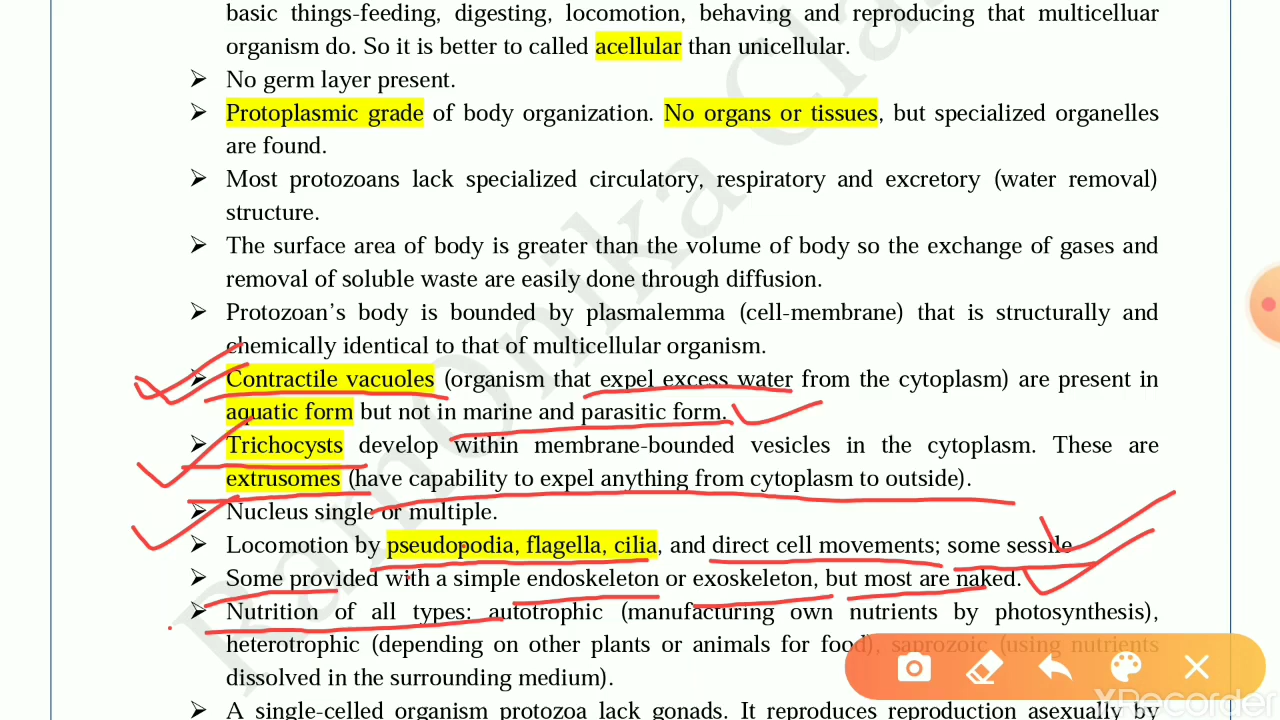 basic things-feeding, digesting, locomotion, behaving and reproducing that multicelluar
organism do. So it is better to called acellular than unicellular.
➢ No germ layer present.
➢ Protoplasmic grade of body organization. No organs or tissues, but specialized organelles
are found.
➢ Most protozoans lack specialized circulatory, respiratory and excretory (water removal)
structure.
➢ The surface area of body is greater than the volume of body so the exchange of gases and
removal of soluble waste are easily done through diffusion.
➢ Protozoan's body is bounded by plasmalemma (cell-membrane) that is structurally and
chemically identical to that of multicellular organism.
➢ Contractile vacuoles (organism that expel excess water from the cytoplasm) are present in
aquatic form but not in marine and parasitic form.
➢ Trichocysts develop within membrane-bounded vesicles in the cytoplasm. These are
extrusomes (have capability to expel anything from cytoplasm to outside).
➢ Nucleus single or multiple.
➢ Locomotion by pseudopodia, flagella, cilia, and direct cell movements; some sessile
➢ Some provided with a simple endoskeleton or exoskeleton, but most are naked.
➢ Nutrition of all types: autotrophic (manufacturing own nutrients by photosynthesis),
heterotrophic (depending on other plants or animals for food), saprozoic (using nutrients
dissolved in the surrounding medium).
➢ A single-celled organism protozoa lack gonads. It reproduces reproduction asexually by
XRecorder